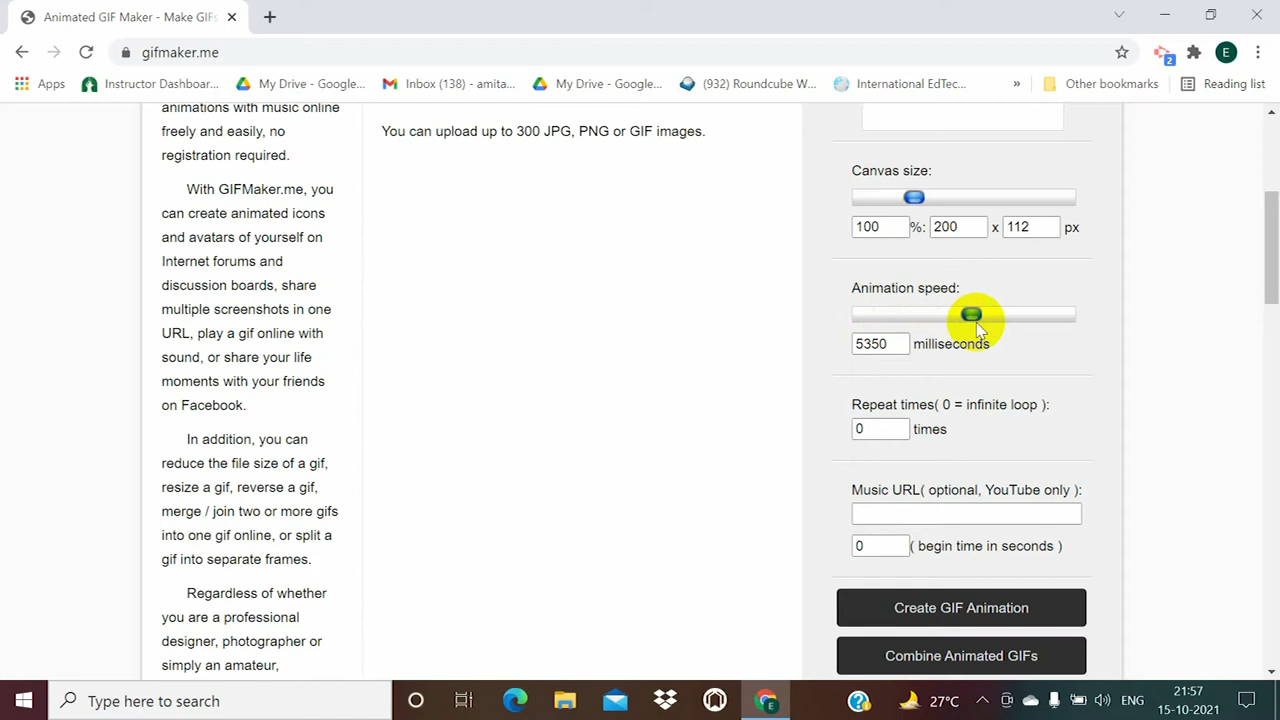 Animated GIF Maker - Make GIFs
gifmaker.me
2
E
Apps
Instructor Dashboar...
My Drive - Google...
Inbox (138) - amita...
My Drive - Google...
(932) Roundcube W...
International EdTec...
»
Other bookmarks
Reading list
animations with music online
freely and easily, no
registration required.
With GIFMaker.me, you
can create animated icons
and avatars of yourself on
Internet forums and
discussion boards, share
multiple screenshots in one
URL, play a gif online with
sound, or share your life
moments with your friends
on Facebook.
In addition, you can
reduce the file size of a gif,
resize a gif, reverse a gif,
merge / join two or more gifs
into one gif online, or split a
gif into separate frames.
Regardless of whether
you are a professional
designer, photographer or
simply an amateur,
You can upload up to 300 JPG, PNG or GIF images.
Canvas size:
100 %: 200 x 112 px
Animation speed:
5350 milliseconds
Repeat times( 0 = infinite loop ):
0 times
Music URL( optional, YouTube only ):
0 ( begin time in seconds )
Create GIF Animation
Combine Animated GIFs
Type here to search
27°C
ENG
21:57
15-10-2021